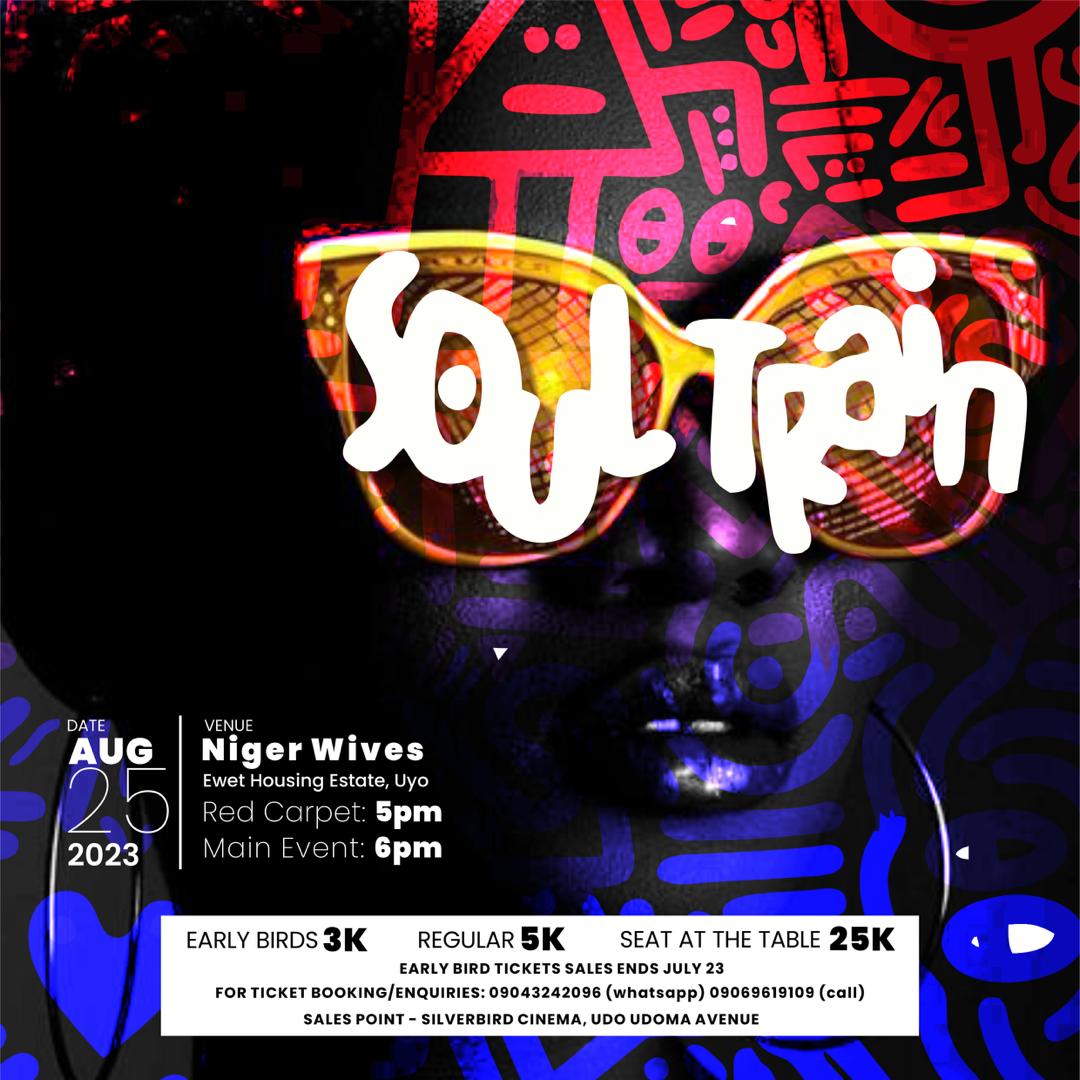 SOUL TRain
DATE
AUG
25
2023
VENUE
Niger Wives
Ewet Housing Estate, Uyo
Red Carpet: 5pm
Main Event: 6pm
EARLY BIRDS 3K REGULAR 5K SEAT AT THE TABLE 25K
EARLY BIRD TICKETS SALES ENDS JULY 23
FOR TICKET BOOKING/ENQUIRIES: 09043242096 (whatsapp) 09069619109 (call)
SALES POINT - SILVERBIRD CINEMA, UDO UDOMA AVENUE